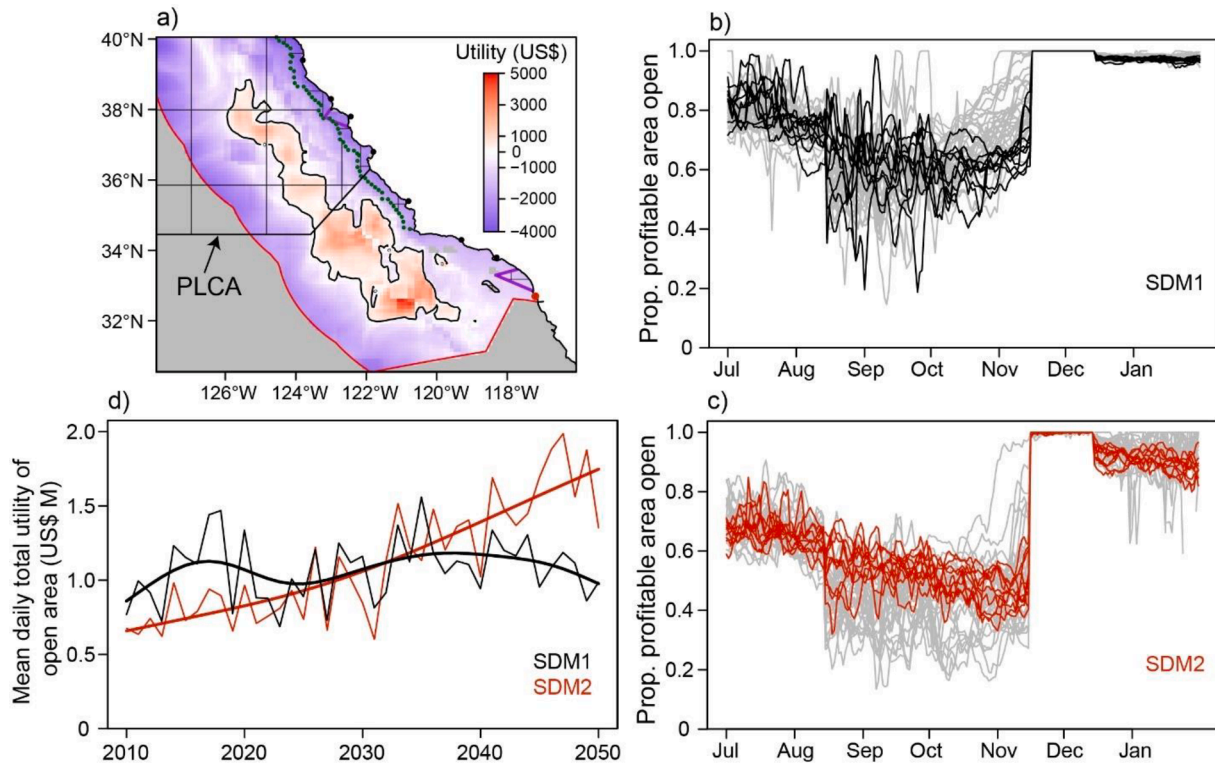 a)
40°N
38°N
36°N
34°N
32°N
Utility (US$)
5000
3000
1000
0
−1000
−2000
−4000
PLCA
126°W 124°W 122°W 120°W 118°W
b)
Prop. profitable area open
1.0
0.8
0.6
0.4
0.2
0
SDM1
Jul Aug Sep Oct Nov Dec Jan
d)
Mean daily total utility of
open area (US$ M)
2.0
1.5
1.0
0.5
0
SDM1
SDM2
2010 2020 2030 2040 2050
c)
Prop. profitable area open
1.0
0.8
0.6
0.4
0.2
0
SDM2
Jul Aug Sep Oct Nov Dec Jan